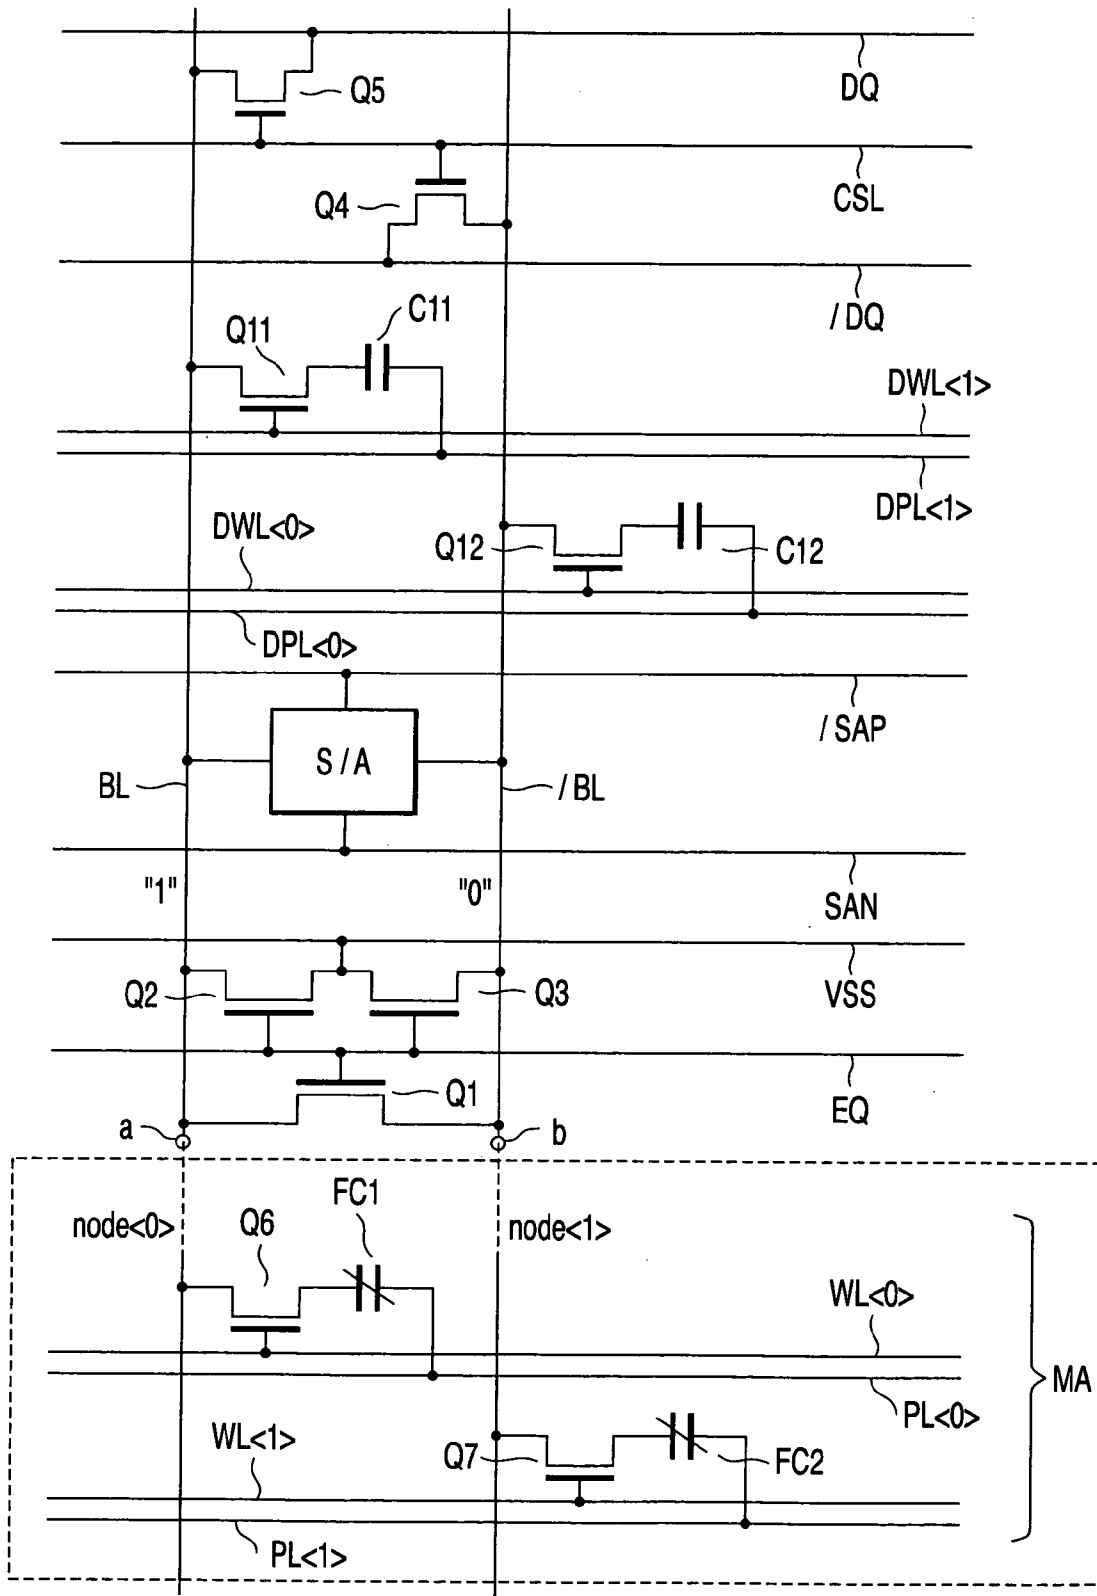 Q5
DQ
Q4
CSL
/ DQ
C11
Q11
DWL<1>
DPL<1>
DWL<0>
Q12
C12
DPL<0>
/ SAP
S / A
BL
/ BL
"1"
"0"
SAN
Q2
Q3
VSS
Q1
EQ
a
b
FC1
node<0>
Q6
node<1>
WL<0>
MA
PL<0>
WL<1>
Q7
FC2
PL<1>